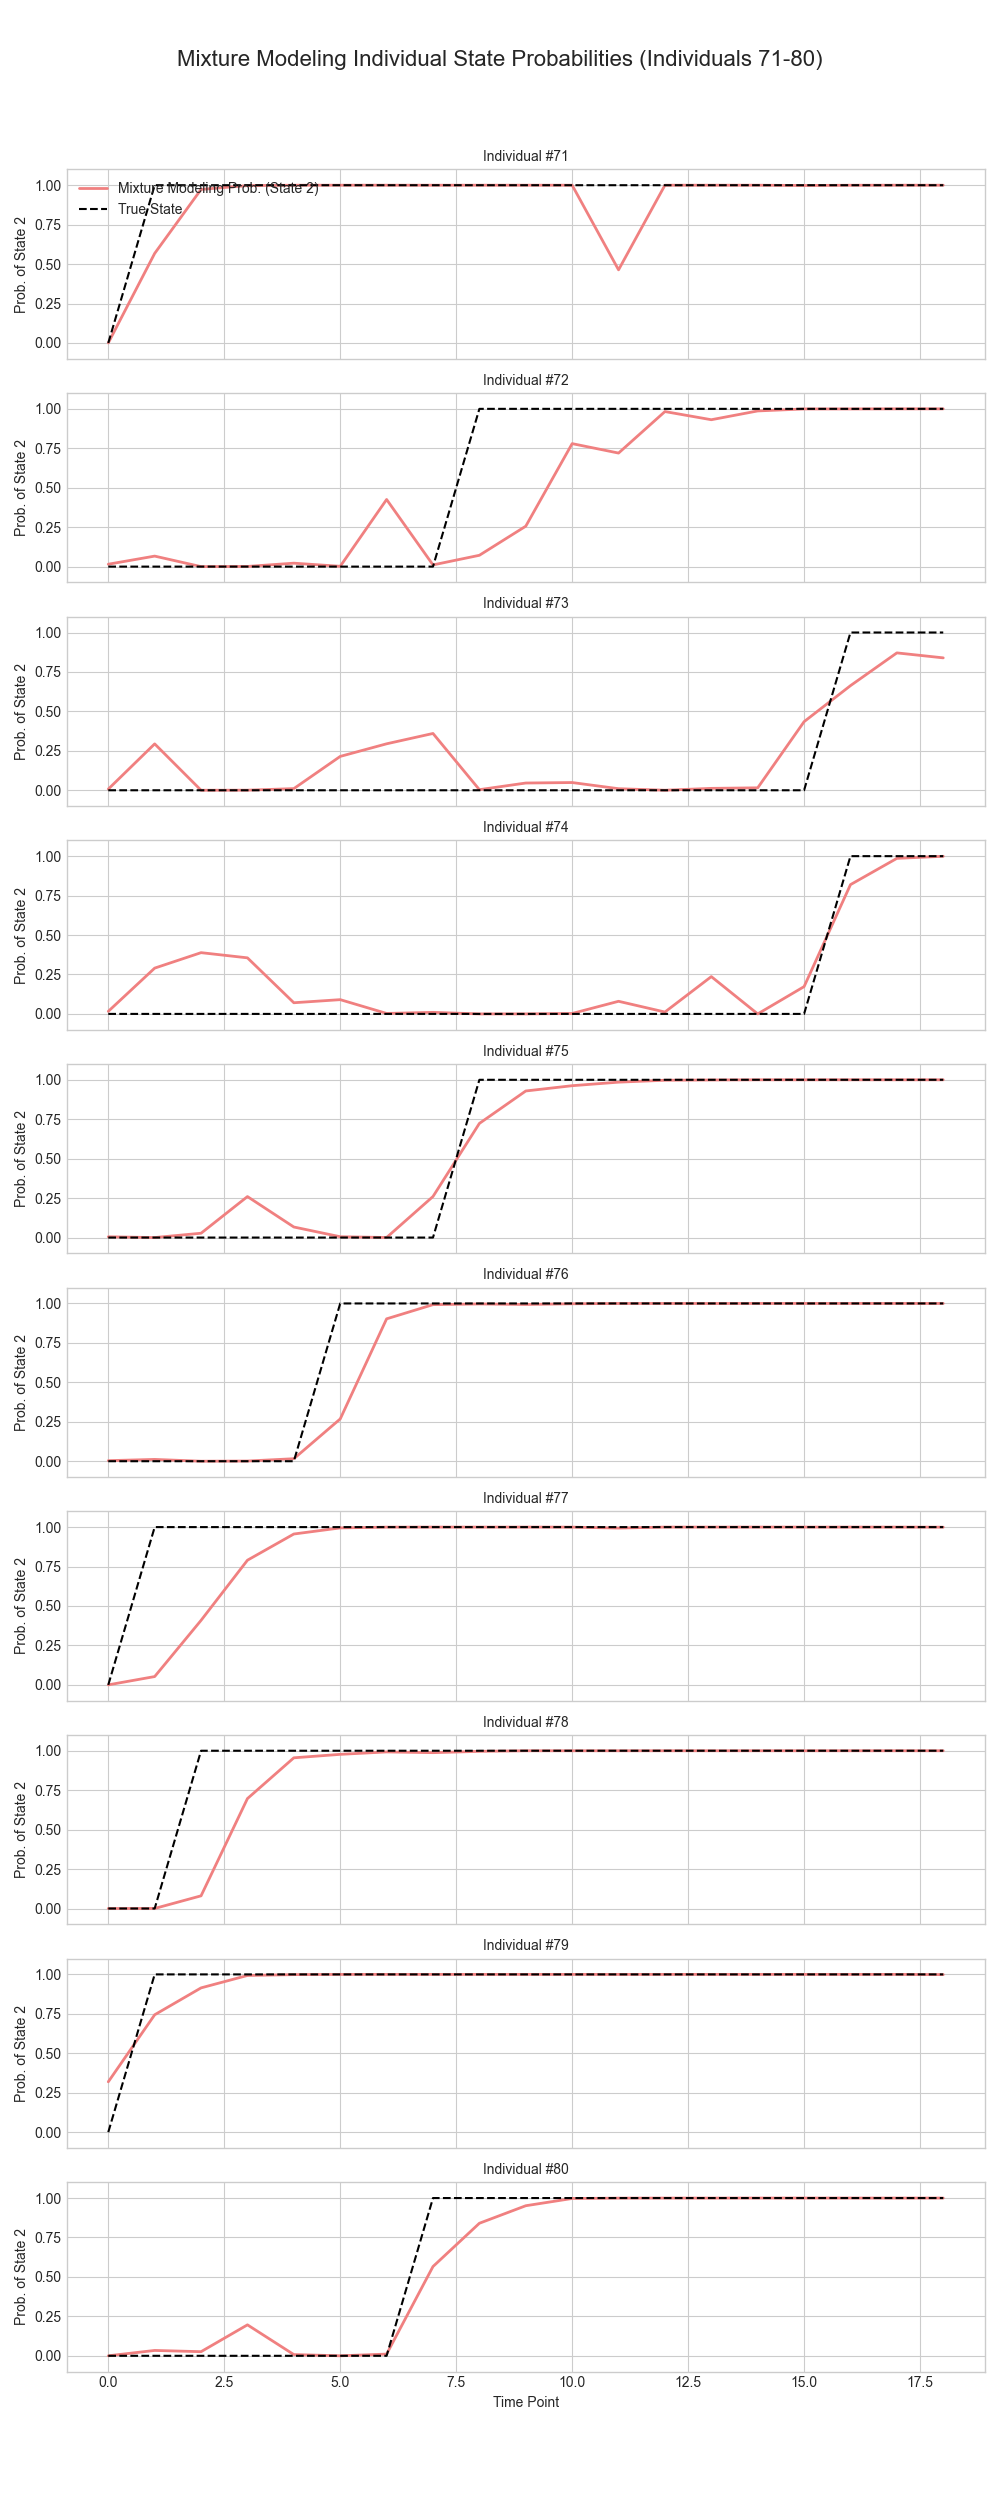 Mixture Modeling Individual State Probabilities (Individuals 71-80)
Individual #71
Mixture Modeling Prob. (State 2)
True State
Prob. of State 2
1.00
0.75
0.50
0.25
0.00
Individual #72
Prob. of State 2
1.00
0.75
0.50
0.25
0.00
Individual #73
Prob. of State 2
1.00
0.75
0.50
0.25
0.00
Individual #74
Prob. of State 2
1.00
0.75
0.50
0.25
0.00
Individual #75
Prob. of State 2
1.00
0.75
0.50
0.25
0.00
Individual #76
Prob. of State 2
1.00
0.75
0.50
0.25
0.00
Individual #77
Prob. of State 2
1.00
0.75
0.50
0.25
0.00
Individual #78
Prob. of State 2
1.00
0.75
0.50
0.25
0.00
Individual #79
Prob. of State 2
1.00
0.75
0.50
0.25
0.00
Individual #80
Prob. of State 2
1.00
0.75
0.50
0.25
0.00
0.0 2.5 5.0 7.5 10.0 12.5 15.0 17.5
Time Point